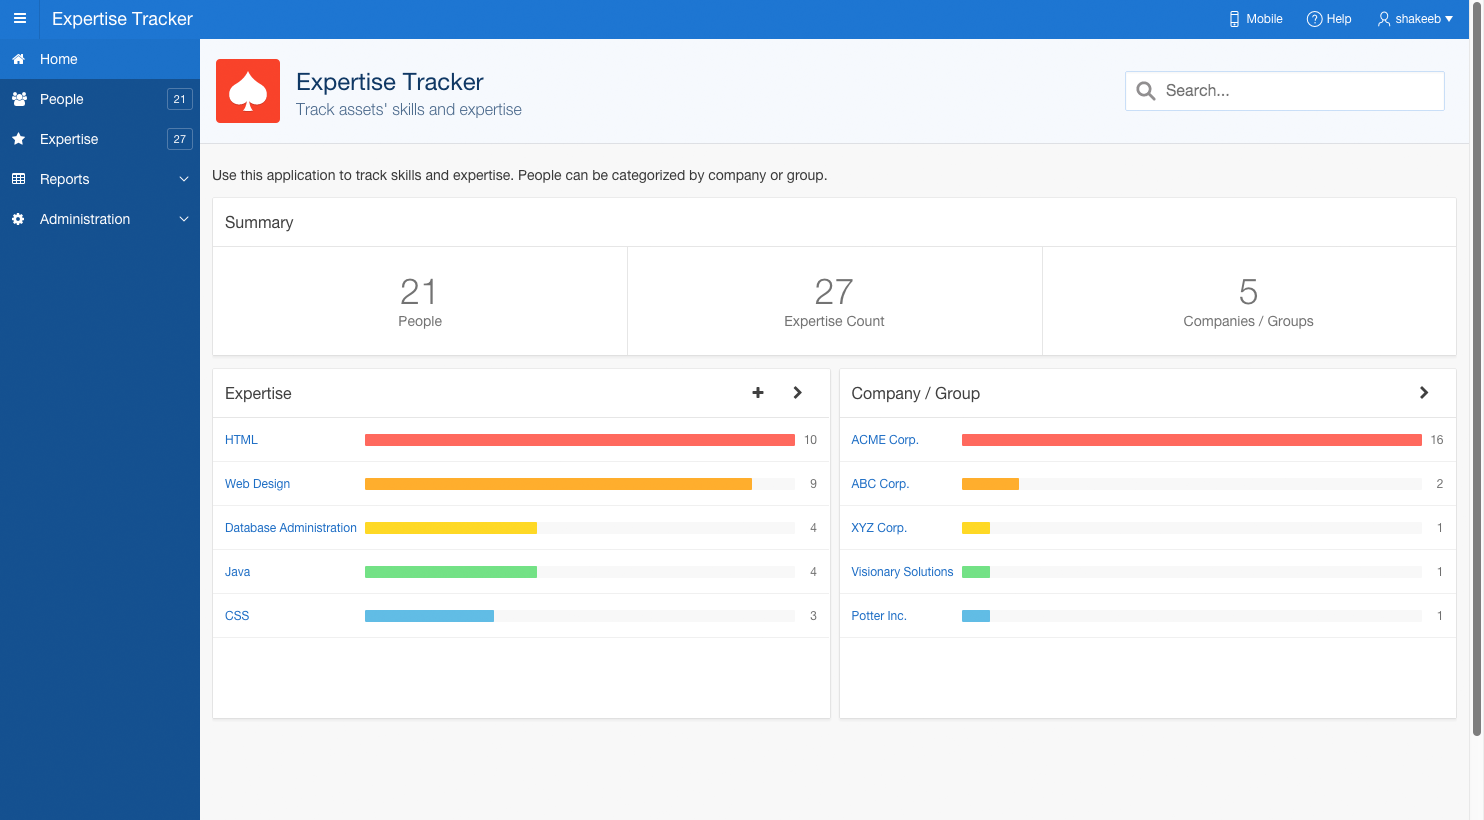 Expertise Tracker
Mobile
Help
shakeeb
Home
People 21
Expertise 27
Reports
Administration
Expertise Tracker
Track assets' skills and expertise
Search...
Use this application to track skills and expertise. People can be categorized by company or group.
Summary
21
People
27
Expertise Count
5
Companies / Groups
Expertise
HTML 10
Web Design 9
Database Administration 4
Java 4
CSS 3
Company / Group
ACME Corp. 16
ABC Corp. 2
XYZ Corp. 1
Visionary Solutions 1
Potter Inc. 1